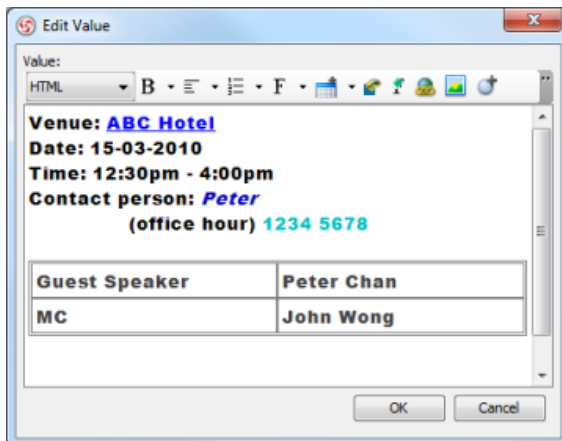 Edit Value
Value:
HTML B F
Venue: ABC Hotel
Date: 15-03-2010
Time: 12:30pm - 4:00pm
Contact person: Peter
(office hour) 1234 5678
Guest Speaker Peter Chan
MC John Wong
OK Cancel